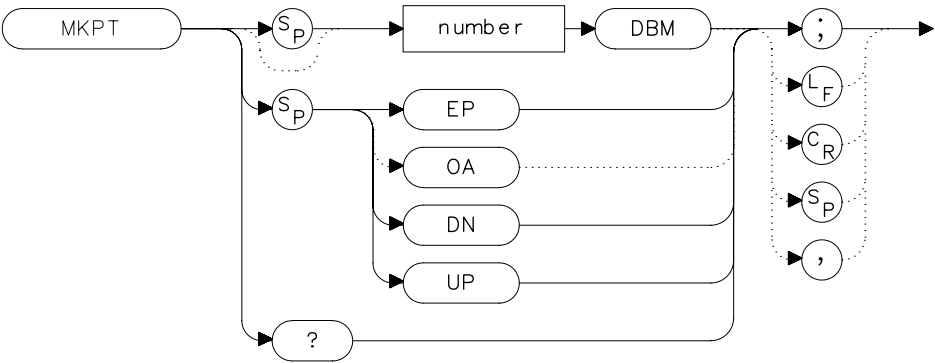 MKPT SP number DBM ;
LF
SP EP
CR
OA
SP
DN
,
UP
?